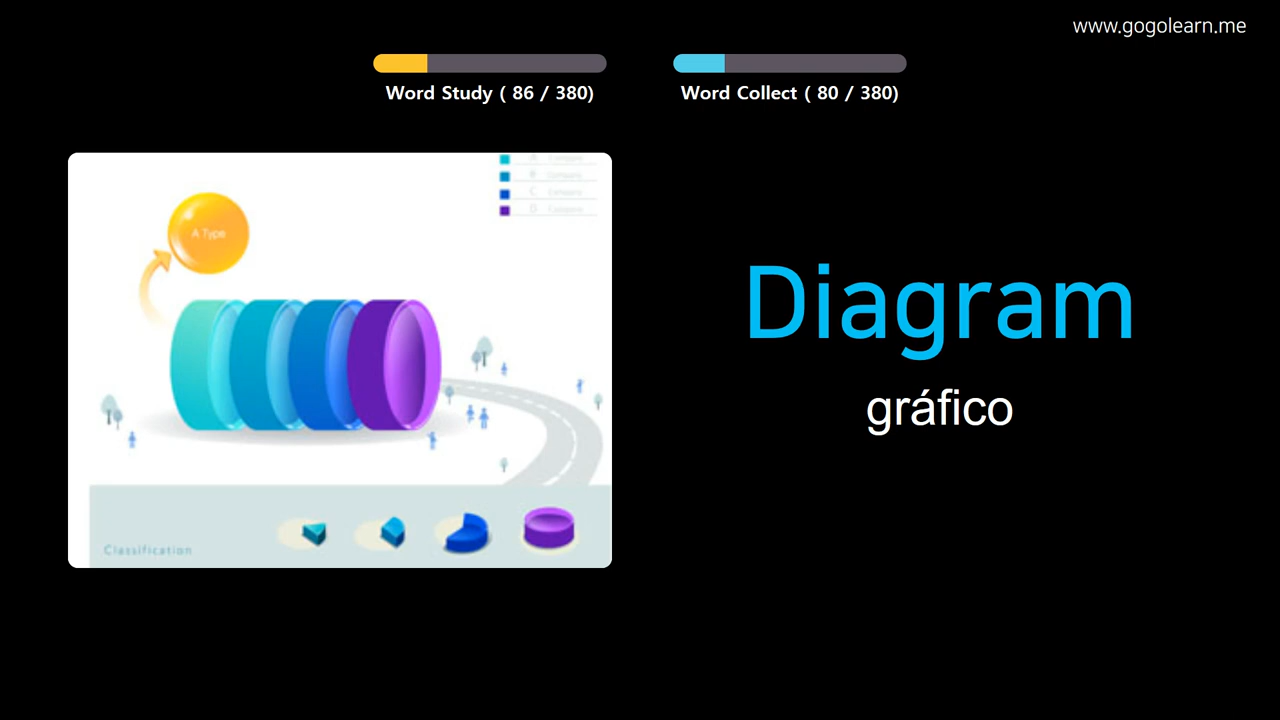 www.gogolearn.me
Word Study ( 86 / 380)
Word Collect ( 80 / 380)
A Type
Diagram
gráfico
Classification